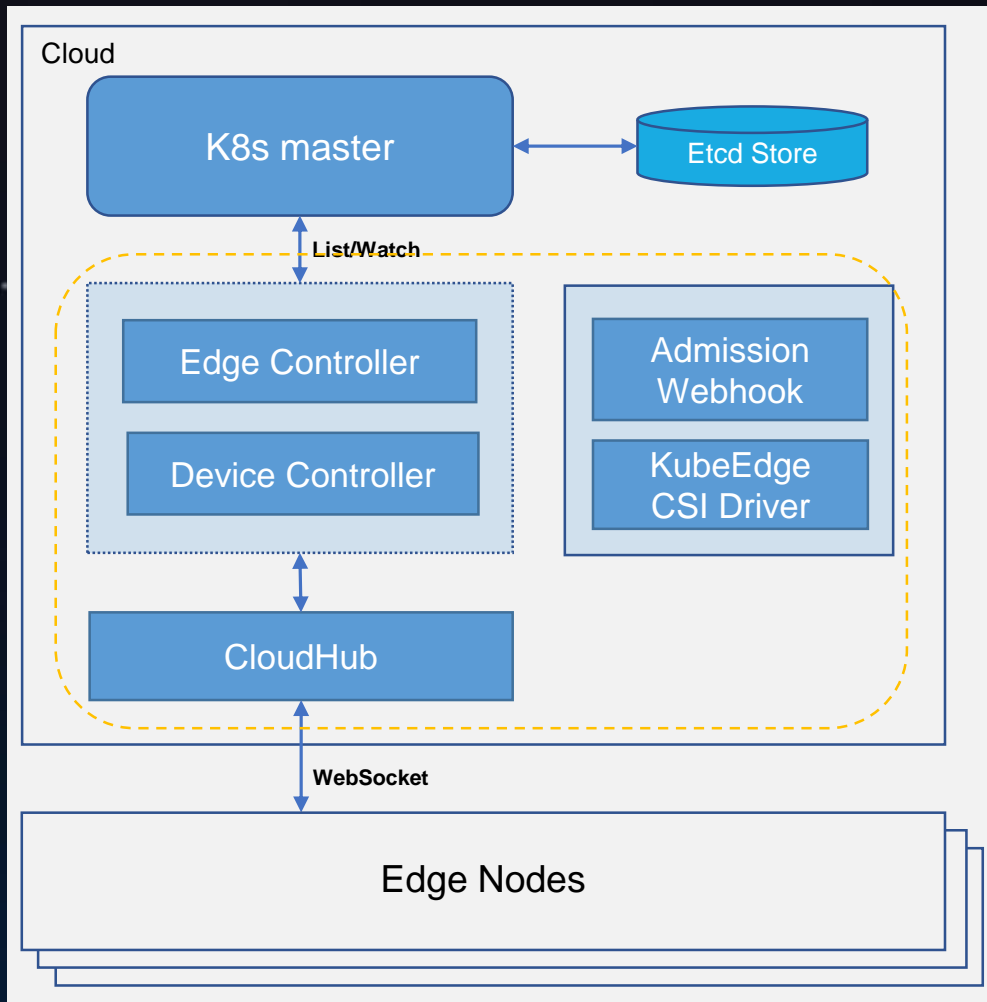 Cloud
K8s master
Etcd Store
List/Watch
Edge Controller
Device Controller
Admission
Webhook
KubeEdge
CSI Driver
CloudHub
WebSocket
Edge Nodes